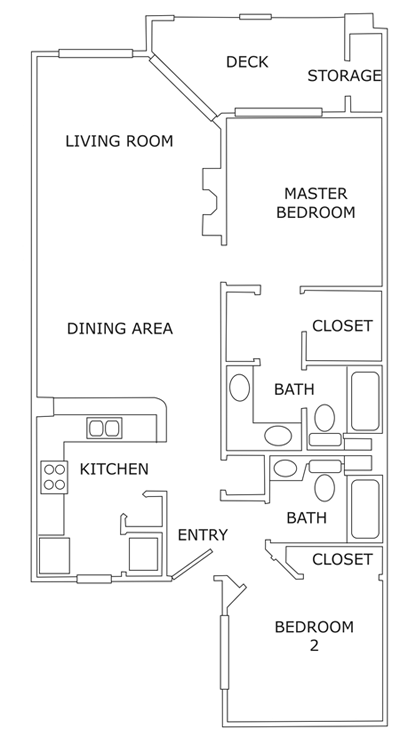 DECK
STORAGE
LIVING ROOM
MASTER
BEDROOM
DINING AREA
CLOSET
BATH
KITCHEN
BATH
ENTRY
CLOSET
BEDROOM
2